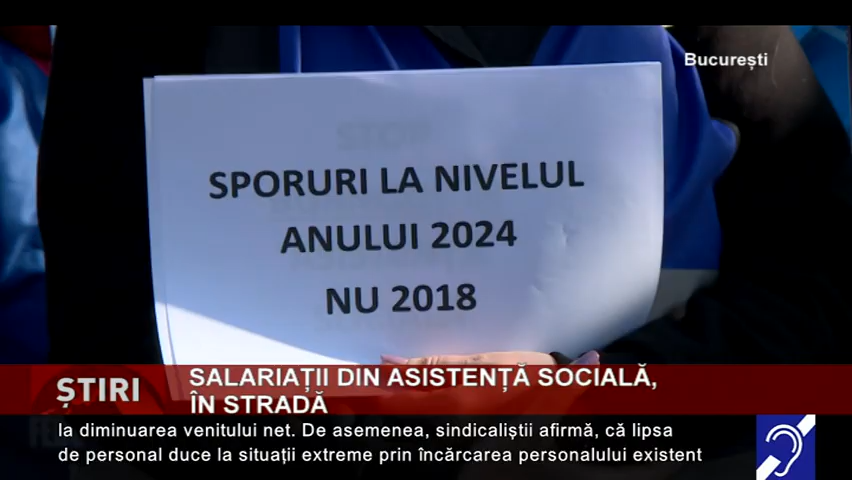 București
STOP
SPORURI LA NIVELUL
ANULUI 2024
NU 2018
ȘTIRI
SALARIAȚII DIN ASISTENȚĂ SOCIALĂ,
ÎN STRADĂ
la diminuarea venitului net. De asemenea, sindicaliștii afirmă, că lipsa
de personal duce la situații extreme prin încărcarea personalului existent